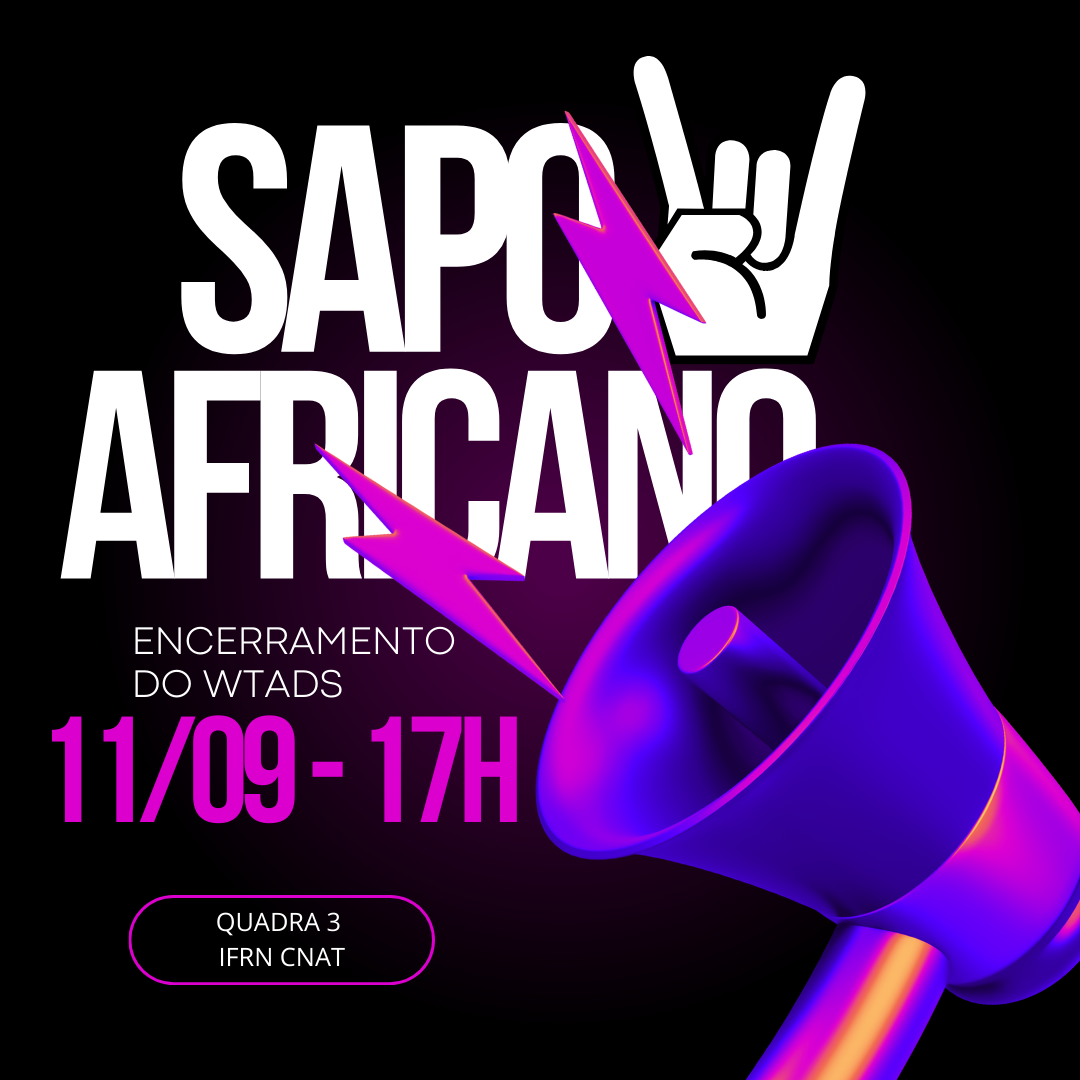 SAPO
AFRICANO
ENCERRAMENTO
DO WTADS
11/09 - 17H
QUADRA 3
IFRN CNAT